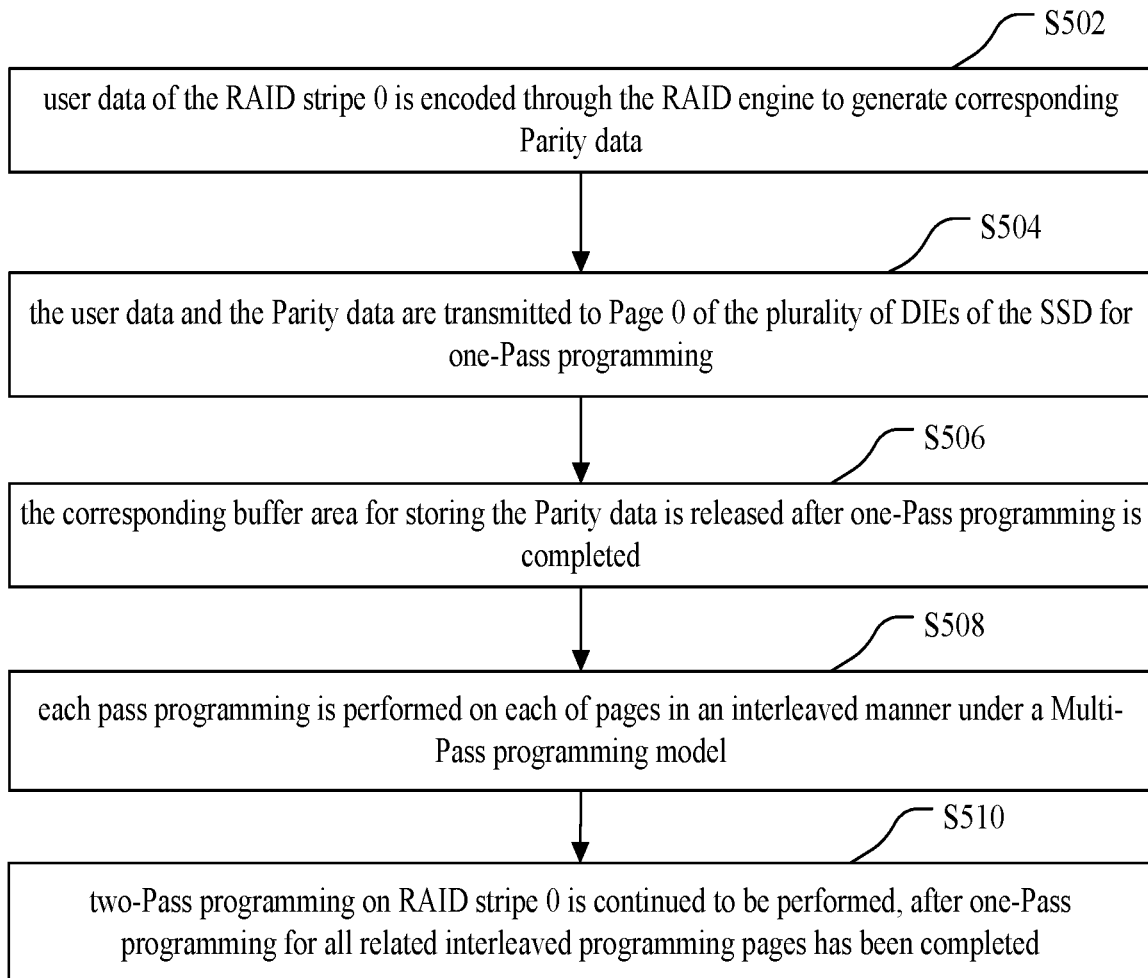 S502
user data of the RAID stripe 0 is encoded through the RAID engine to generate corresponding
Parity data
S504
the user data and the Parity data are transmitted to Page 0 of the plurality of DIEs of the SSD for
one-Pass programming
S506
the corresponding buffer area for storing the Parity data is released after one-Pass programming is
completed
S508
each pass programming is performed on each of pages in an interleaved manner under a Multi-
Pass programming model
S510
two-Pass programming on RAID stripe 0 is continued to be performed, after one-Pass
programming for all related interleaved programming pages has been completed